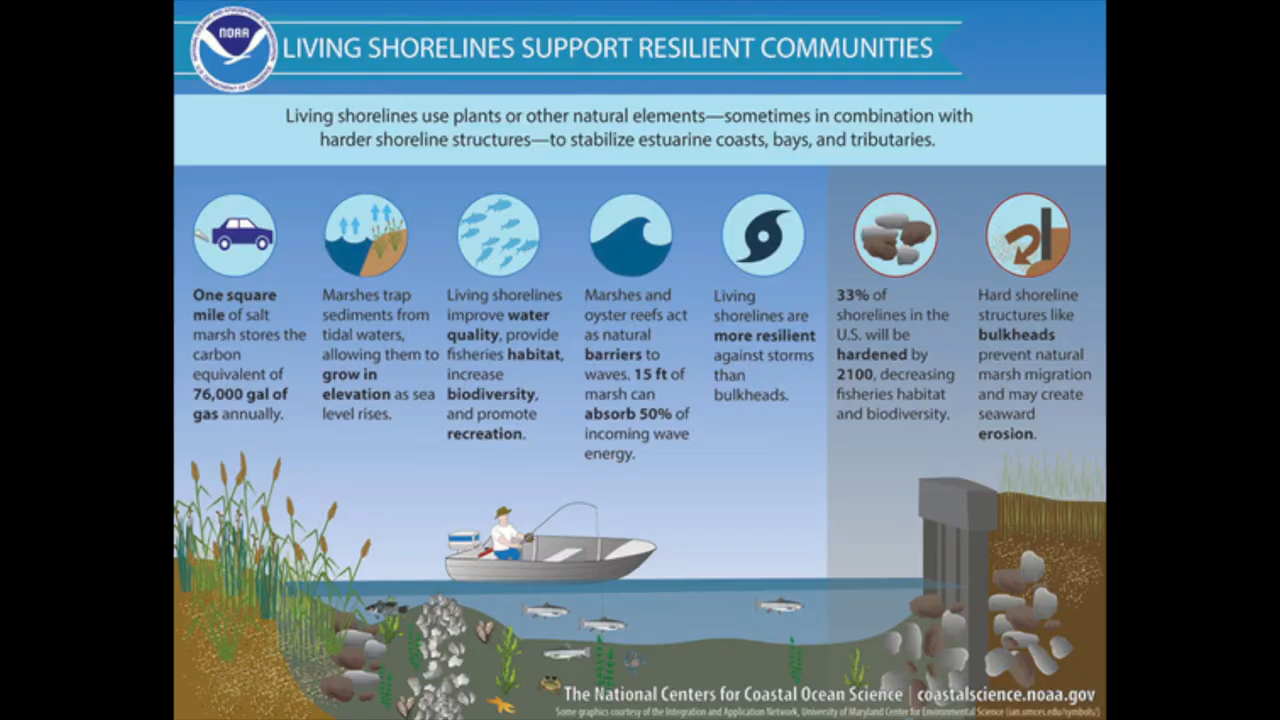 NOAA
LIVING SHORELINES SUPPORT RESILIENT COMMUNITIES
Living shorelines use plants or other natural elements—sometimes in combination with
harder shoreline structures—to stabilize estuarine coasts, bays, and tributaries.
One square
mile of salt
marsh stores the
carbon
equivalent of
76,000 gal of
gas annually.
Marshes trap
sediments from
tidal waters,
allowing them to
grow in
elevation as sea
level rises.
Living shorelines
improve water
quality, provide
fisheries habitat,
increase
biodiversity,
and promote
recreation.
Marshes and
oyster reefs act
as natural
barriers to
waves. 15 ft of
marsh can
absorb 50% of
incoming wave
energy.
Living
shorelines are
more resilient
against storms
than
bulkheads.
33% of
shorelines in the
U.S. will be
hardened by
2100, decreasing
fisheries habitat
and biodiversity.
Hard shoreline
structures like
bulkheads
prevent natural
marsh migration
and may create
seaward
erosion.
The National Centers for Coastal Ocean Science | coastalscience.noaa.gov
Some graphics courtesy of the Integration and Application Network, University of Maryland Center for Environmental Science (ian.umces.edu/symbols/)